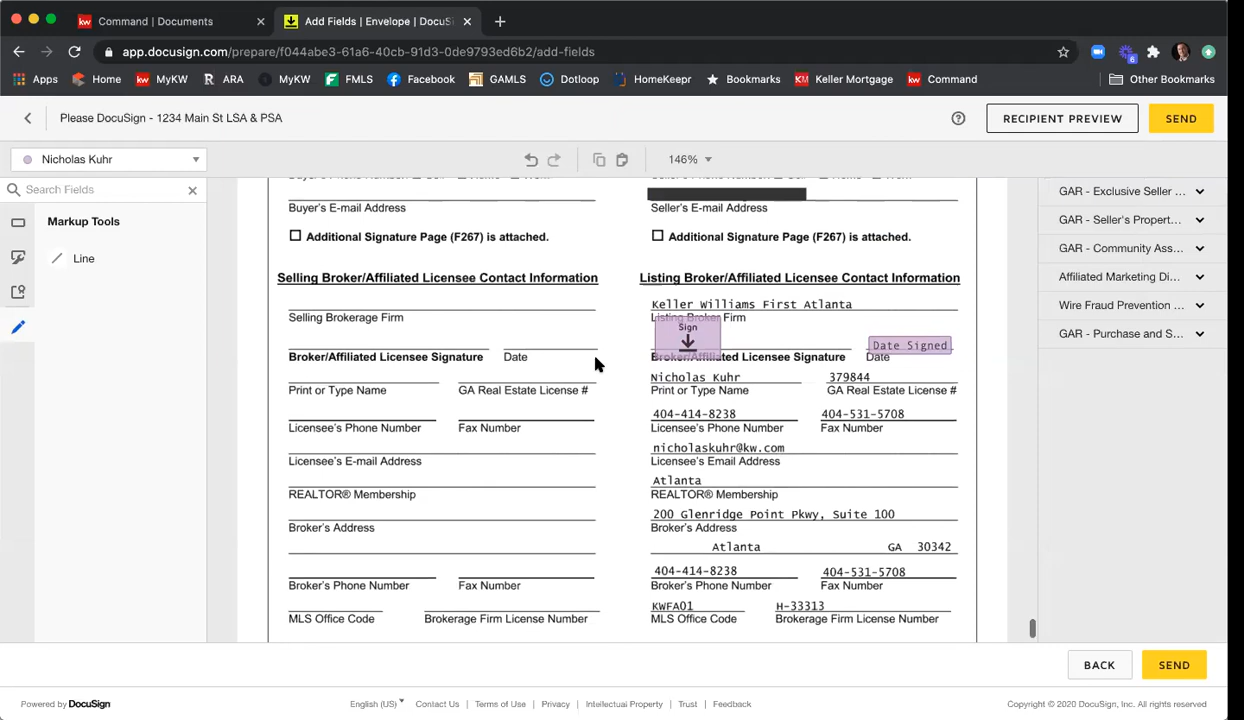 Command | Documents
Add Fields | Envelope | DocuSi
app.docusign.com/prepare/f044abe3-61a6-40cb-91d3-0de9793ed6b2/add-fields
Apps Home MyKW ARA MyKW FMLS Facebook GAMLS Dotloop HomeKeepr Bookmarks Keller Mortgage Command Other Bookmarks
Please DocuSign - 1234 Main St LSA & PSA
RECIPIENT PREVIEW
SEND
Nicholas Kuhr
146%
Search Fields
Markup Tools
Line
Buyer's E-mail Address
Additional Signature Page (F267) is attached.
Selling Broker/Affiliated Licensee Contact Information
Selling Brokerage Firm
Broker/Affiliated Licensee Signature Date
Print or Type Name GA Real Estate License #
Licensee's Phone Number Fax Number
Licensee's E-mail Address
REALTOR® Membership
Broker's Address
Broker's Phone Number Fax Number
MLS Office Code Brokerage Firm License Number
Seller's E-mail Address
Additional Signature Page (F267) is attached.
Listing Broker/Affiliated Licensee Contact Information
Keller Williams First Atlanta
Listing Broker Firm
Sign
Date Signed
Broker/Affiliated Licensee Signature Date
Nicholas Kuhr 379844
Print or Type Name GA Real Estate License #
404-414-8238 404-531-5708
Licensee's Phone Number Fax Number
nicholaskuhr@kw.com
Licensee's Email Address
Atlanta
REALTOR® Membership
200 Glenridge Point Pkwy, Suite 100
Broker's Address
Atlanta GA 30342
404-414-8238 404-531-5708
Broker's Phone Number Fax Number
KWFA01 H-33313
MLS Office Code Brokerage Firm License Number
GAR - Exclusive Seller ...
GAR - Seller's Propert...
GAR - Community Ass...
Affiliated Marketing Di...
Wire Fraud Prevention ...
GAR - Purchase and S...
BACK
SEND
Powered by DocuSign
English (US) Contact Us | Terms of Use | Privacy | Intellectual Property | Trust | Feedback
Copyright © 2020 DocuSign, Inc. All rights reserved